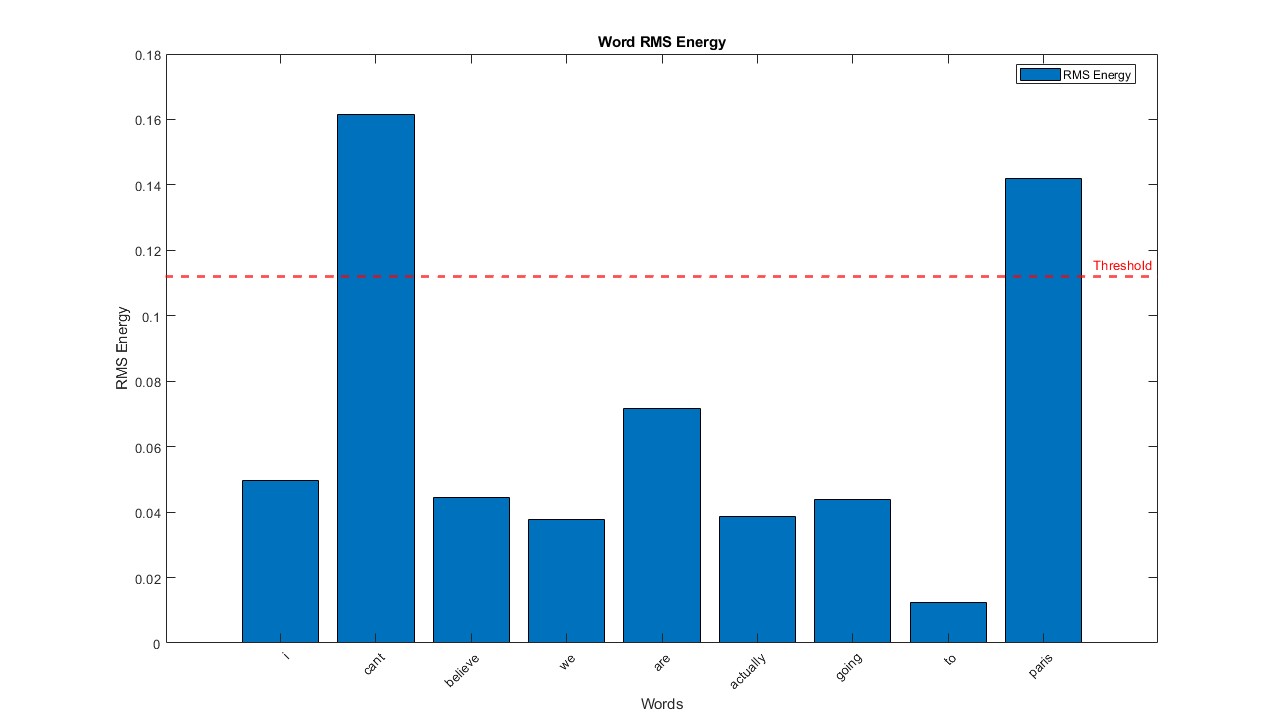 Word RMS Energy
RMS Energy
0.18
0.16
0.14
0.12
0.1
0.08
0.06
0.04
0.02
0
RMS Energy
Threshold
i
cant
believe
we
are
actually
going
to
paris
Words